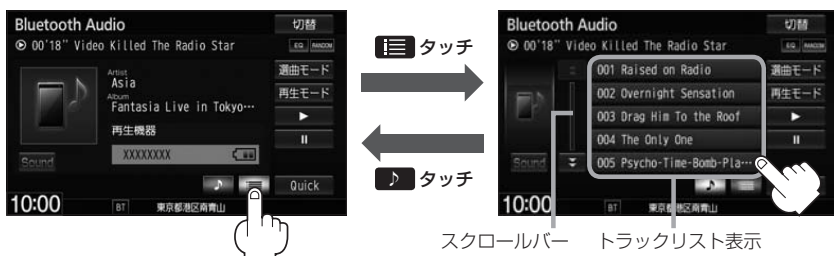 Bluetooth Audio
切替
00'18" Video Killed The Radio Star
EQ RANDOM
Artist
Asia
Album
Fantasia Live in Tokyo…
再生機器
XXXXXXXX
Sound
選曲モード
再生モード
Quick
10:00
BT
東京都港区南青山
タッチ
タッチ
Bluetooth Audio
切替
00'18" Video Killed The Radio Star
EQ RANDOM
001 Raised on Radio
002 Overnight Sensation
003 Drag Him To the Roof
004 The Only One
005 Psycho-Time-Bomb-Pla…
選曲モード
再生モード
Sound
10:00
BT
東京都港区南青山
スクロールバー
トラックリスト表示